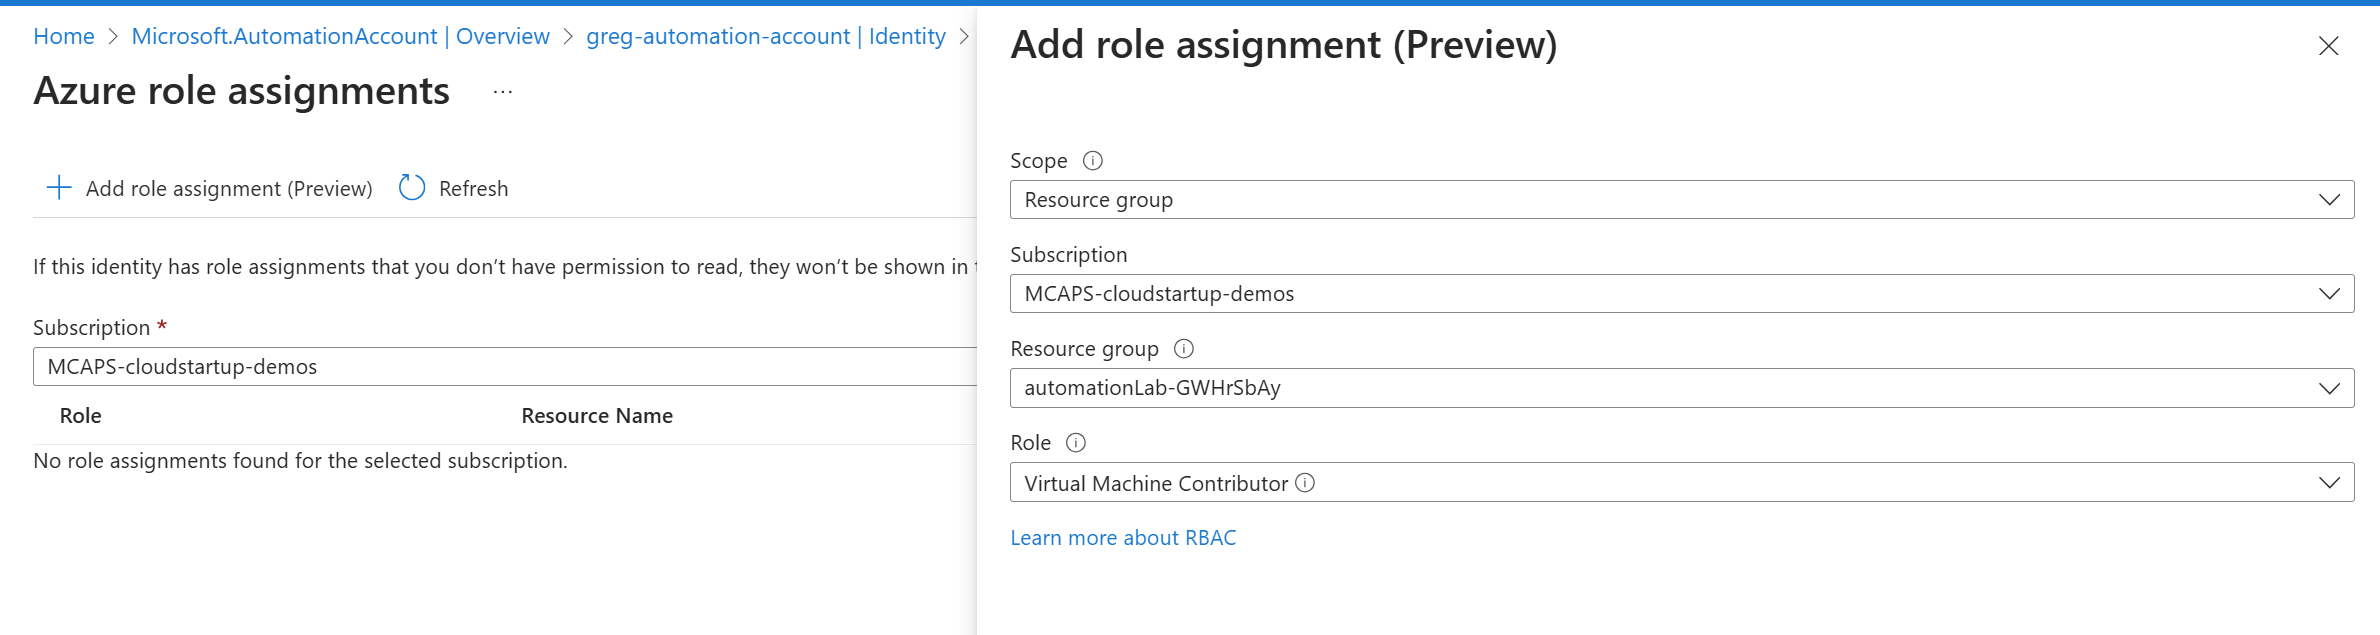 Home > Microsoft.AutomationAccount | Overview > greg-automation-account | Identity >
Azure role assignments ...
Add role assignment (Preview) Refresh
If this identity has role assignments that you don't have permission to read, they won't be shown in
Subscription *
MCAPS-cloudstartup-demos
Role Resource Name
No role assignments found for the selected subscription.
Add role assignment (Preview)
Scope
Resource group
Subscription
MCAPS-cloudstartup-demos
Resource group
automationLab-GWHrSbAy
Role
Virtual Machine Contributor
Learn more about RBAC